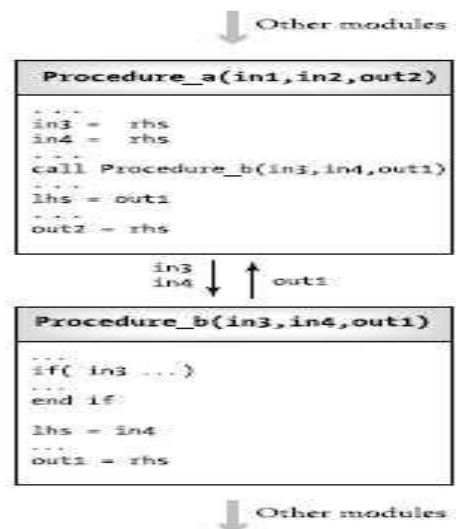 Other modules
Procedure_a(in1,in2,out2)
...
in3 = rhs
in4 = rhs
...
call Procedure_b(in3,in4,out1)
lhs = out1
...
out2 = rhs
in3
in4
out1
Procedure_b(in3,in4,out1)
...
if( in3 ...)
...
end if
lhs = in4
...
out1 = rhs
Other modules